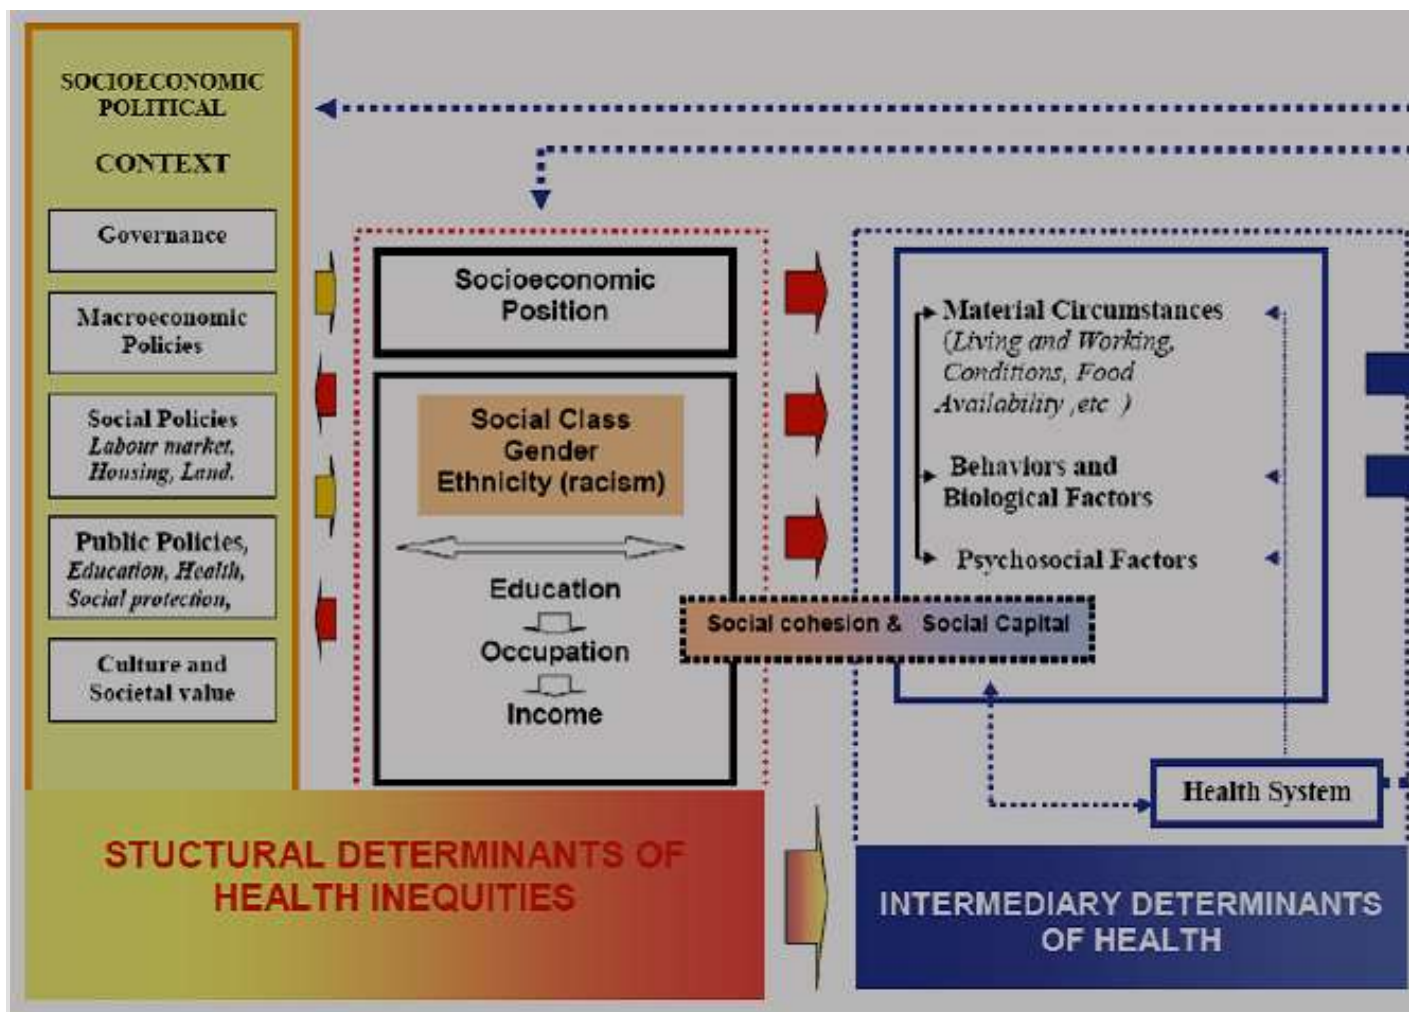 SOCIOECONOMIC
POLITICAL
CONTEXT
Governance
Macroeconomic
Policies
Social Policies
Labour market,
Housing, Land.
Public Policies,
Education, Health,
Social protection,
Culture and
Societal value
Socioeconomic
Position
Social Class
Gender
Ethnicity (racism)
Education
Occupation
Income
Material Circumstances
(Living and Working,
Conditions, Food
Availability ,etc )
Behaviors and
Biological Factors
Psychosocial Factors
Social cohesion & Social Capital
Health System
STUCTURAL DETERMINANTS OF
HEALTH INEQUITIES
INTERMEDIARY DETERMINANTS
OF HEALTH